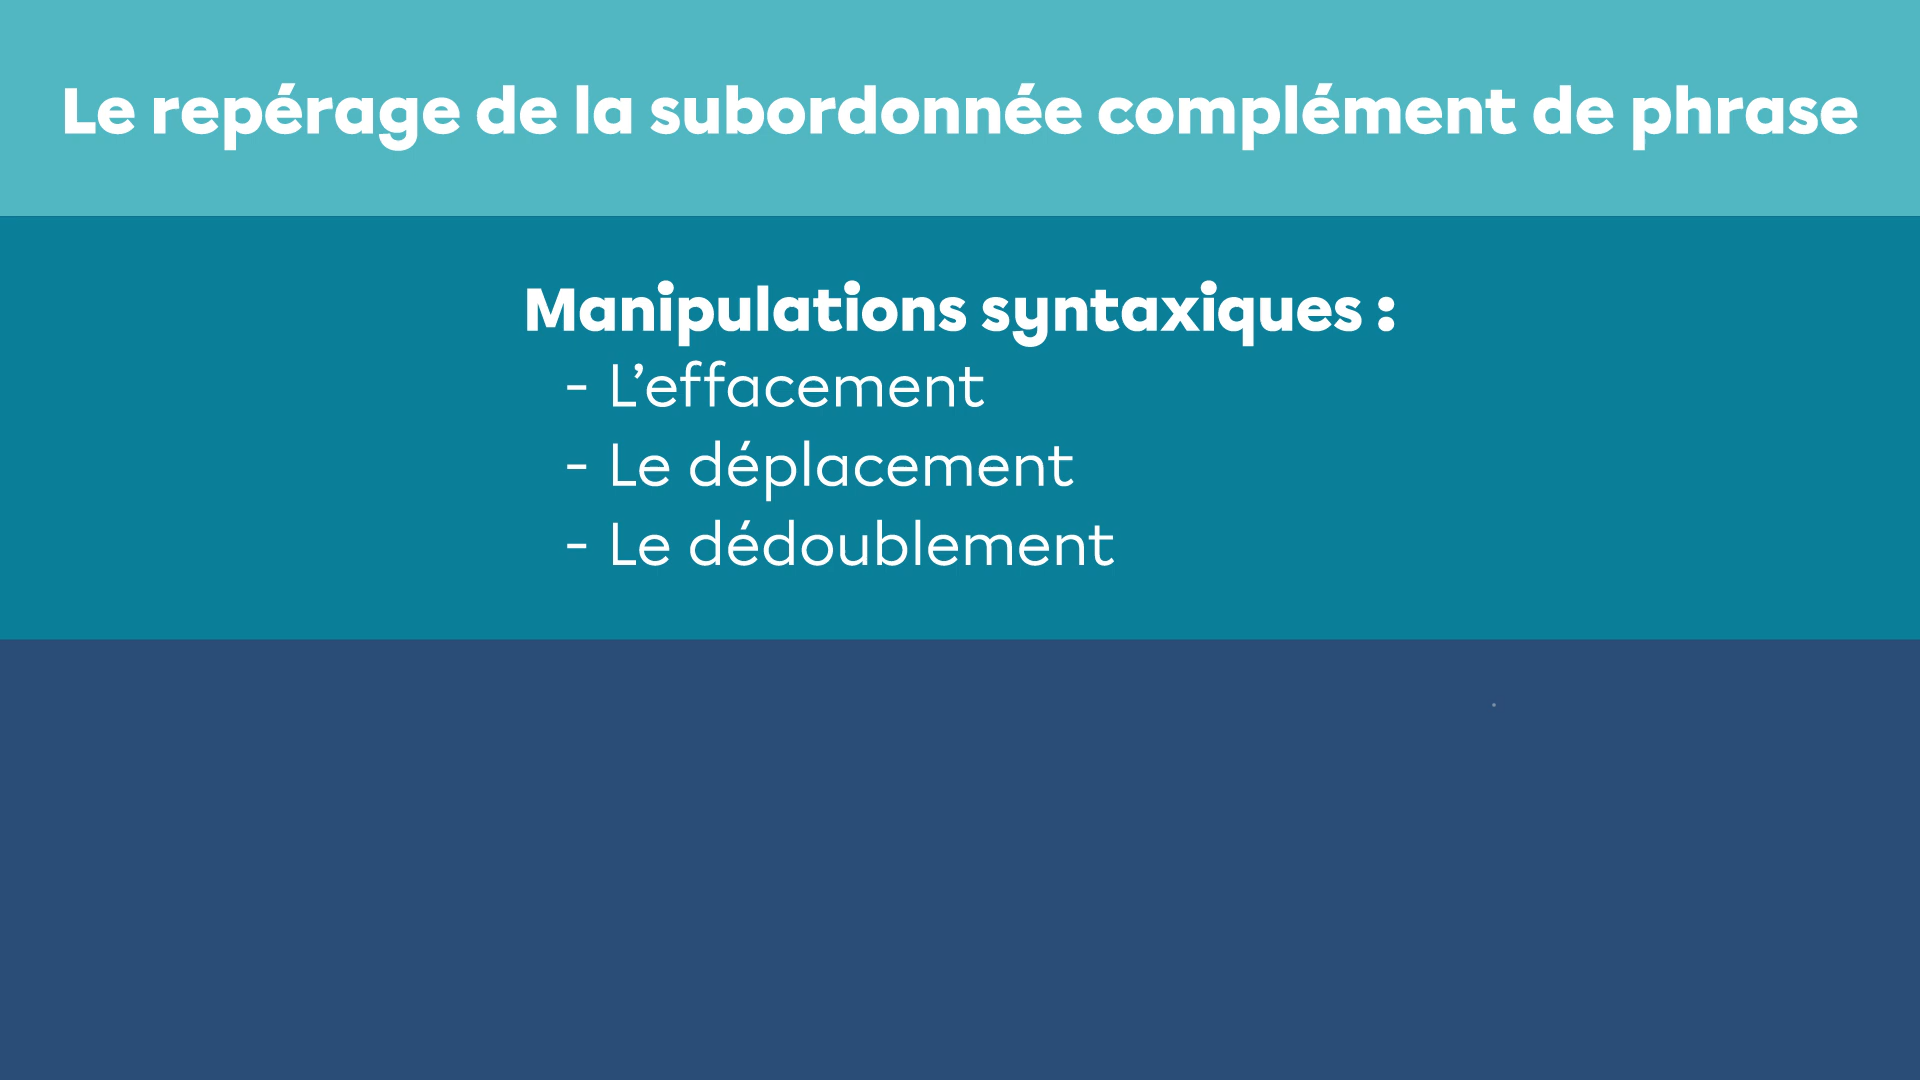 Le repérage de la subordonnée complément de phrase
Manipulations syntaxiques :
- L’effacement
- Le déplacement
- Le dédoublement